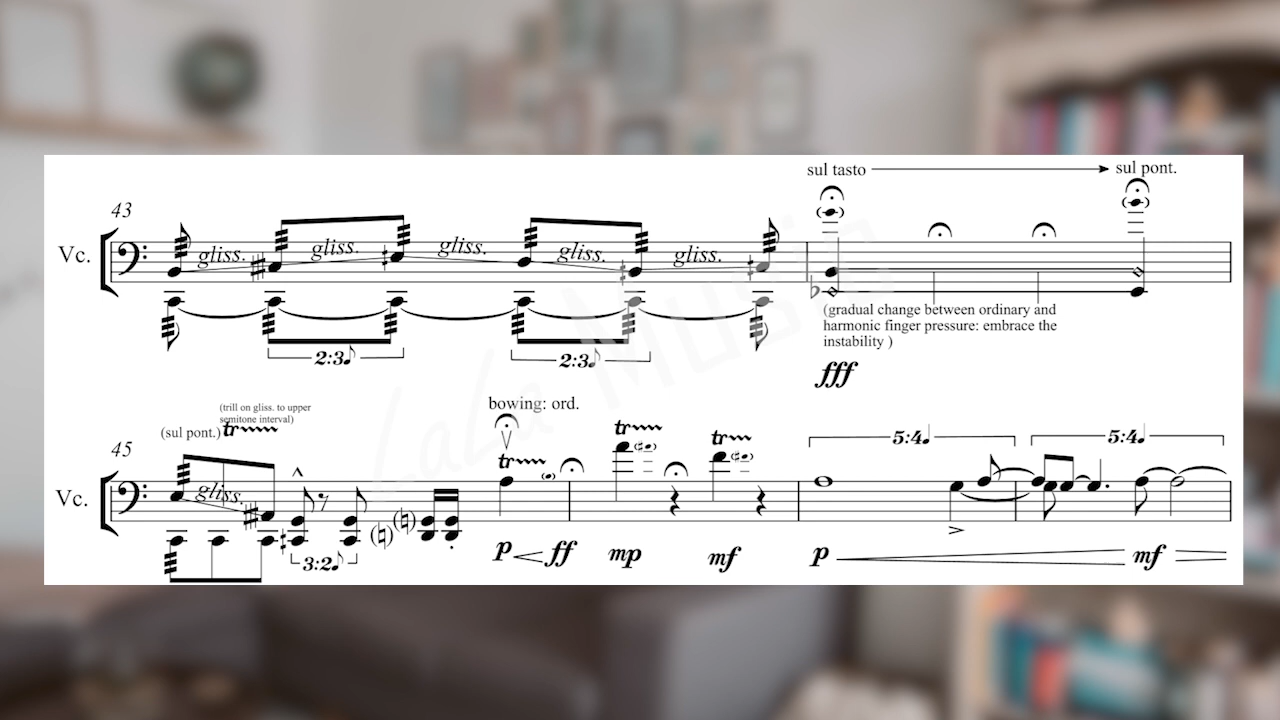 sul tasto
sul pont.
43
Vc.
gliss.
gliss.
gliss.
gliss.
gliss.
2:3
2:3
(gradual change between ordinary and
harmonic finger pressure: embrace the
instability )
fff
LaLa Music
bowing: ord.
(trill on gliss. to upper
semitone interval)
(sul pont.)
tr
tr
tr
tr
45
5:4
5:4
Vc.
gliss.
3:2
p
ff
mp
mf
p
mf